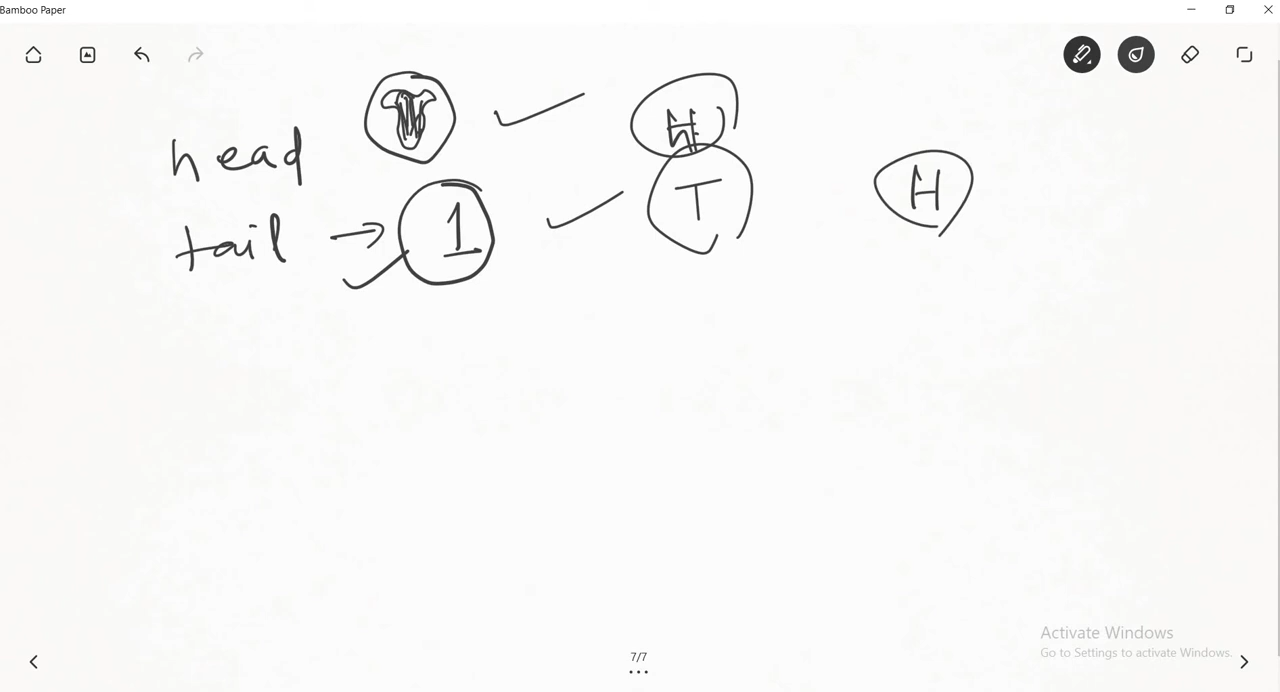 Bamboo Paper
H
head
H
tail → 1 T
7/7
Activate Windows
Go to Settings to activate Windows.